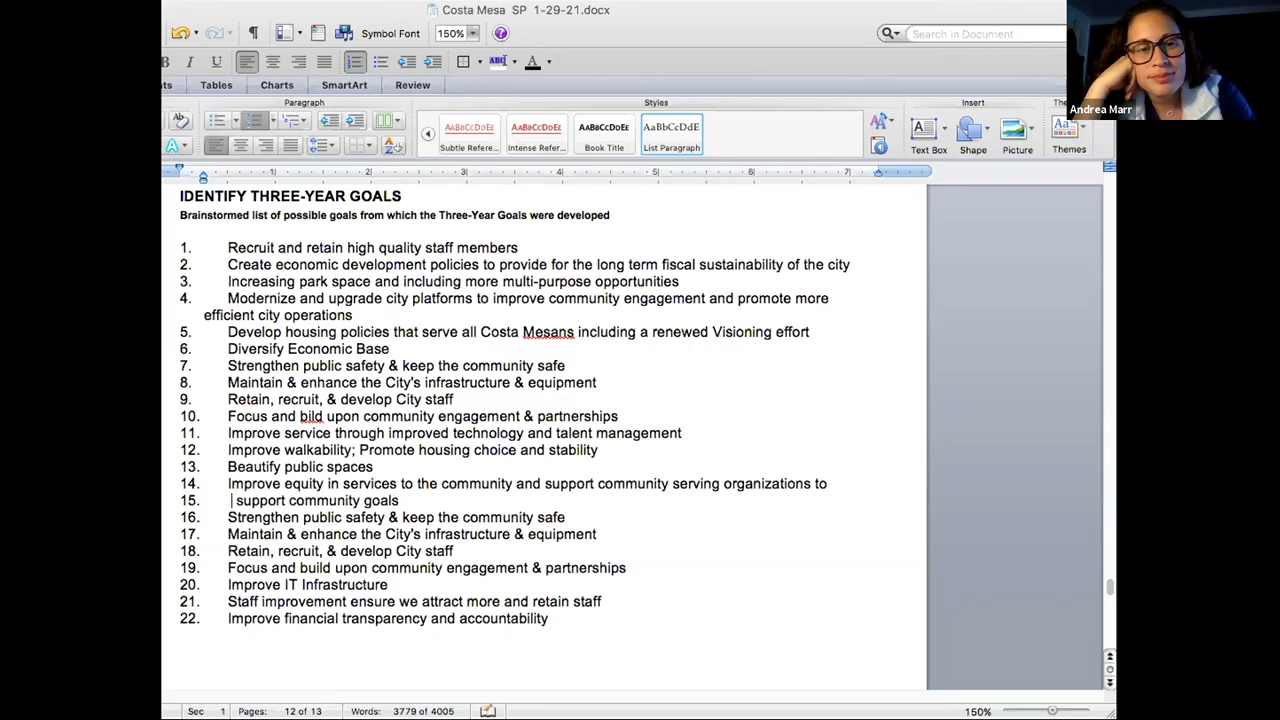 Costa Mesa SP 1-29-21.docx
Symbol Font 150% Search in Document
B I U ABC A
Tables Charts SmartArt Review
Paragraph Styles Insert
AaBbCcDdEe AaBbCcDdEe AaBbCcDdEe AaBbCcDdE
Subtle Refere... Intense Refer... Book Title List Paragraph Text Box Shape Picture Themes
Andrea Marr
1 2 3 4 5 6 7
IDENTIFY THREE-YEAR GOALS
Brainstormed list of possible goals from which the Three-Year Goals were developed
1. Recruit and retain high quality staff members
2. Create economic development policies to provide for the long term fiscal sustainability of the city
3. Increasing park space and including more multi-purpose opportunities
4. Modernize and upgrade city platforms to improve community engagement and promote more
efficient city operations
5. Develop housing policies that serve all Costa Mesans including a renewed Visioning effort
6. Diversify Economic Base
7. Strengthen public safety & keep the community safe
8. Maintain & enhance the City's infrastructure & equipment
9. Retain, recruit, & develop City staff
10. Focus and bild upon community engagement & partnerships
11. Improve service through improved technology and talent management
12. Improve walkability; Promote housing choice and stability
13. Beautify public spaces
14. Improve equity in services to the community and support community serving organizations to
15. support community goals
16. Strengthen public safety & keep the community safe
17. Maintain & enhance the City's infrastructure & equipment
18. Retain, recruit, & develop City staff
19. Focus and build upon community engagement & partnerships
20. Improve IT Infrastructure
21. Staff improvement ensure we attract more and retain staff
22. Improve financial transparency and accountability
Sec 1 Pages: 12 of 13 Words: 3779 of 4005 150%